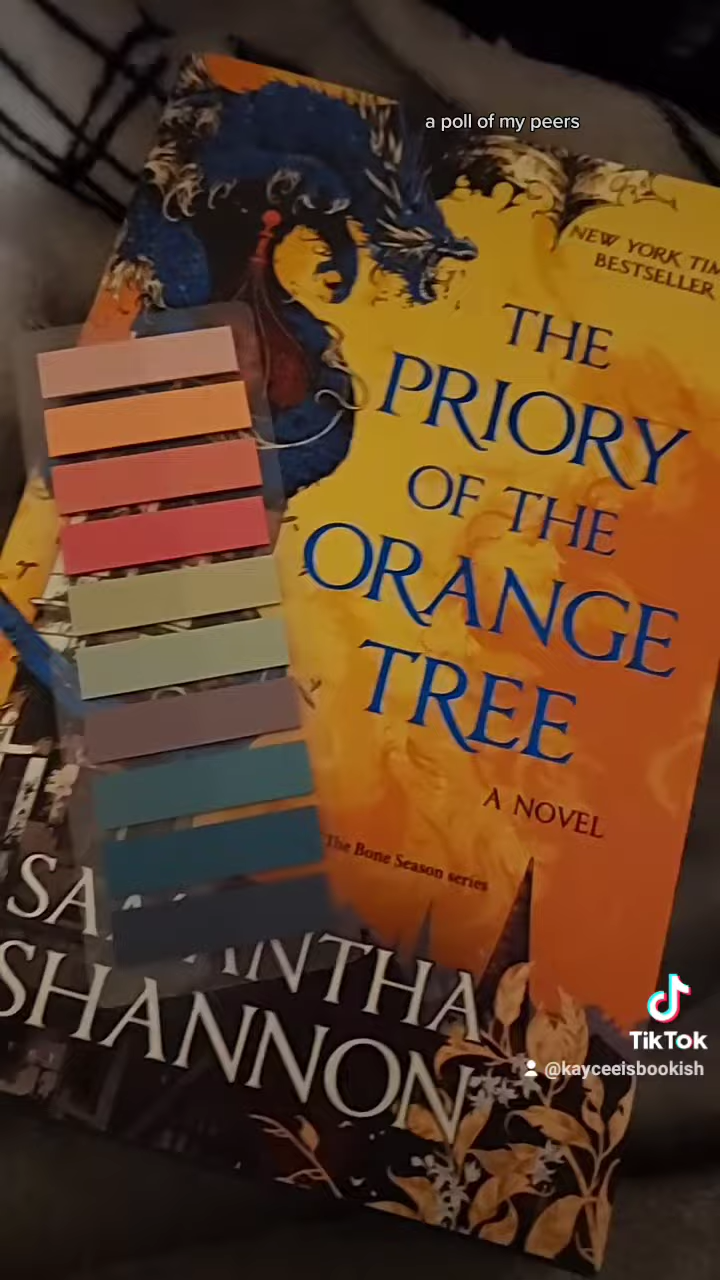 a poll of my peers
NEW YORK TIM
BESTSELLER
THE
PRIORY
OF THE
ORANGE
TREE
A NOVEL
The Bone Season series
SAMANTHA
SHANNON
TikTok
@kayceeisbookish